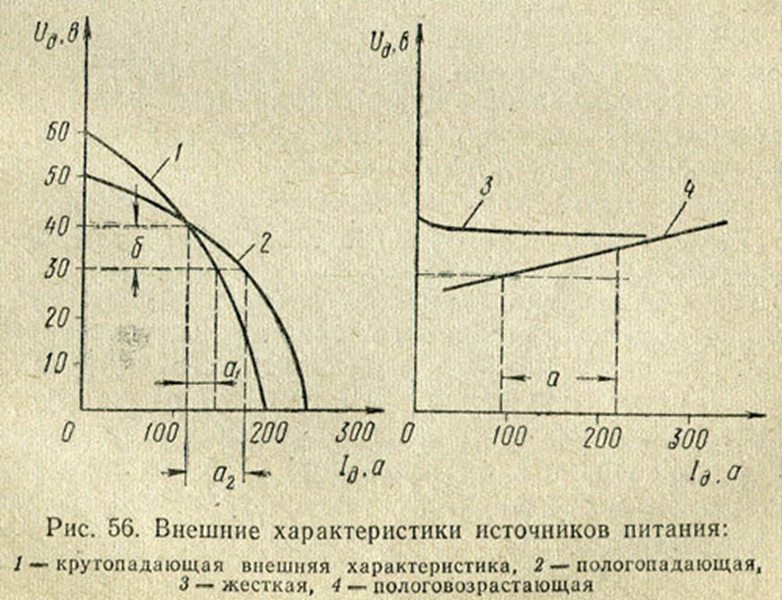 Uд,в
60
50
40
30
20
10
0
1
2
б
а₁
а₂
100 200 300
Iд.а
Uд,в
3
4
а
0 100 200 300
Iд.а
Рис. 56. Внешние характеристики источников питания:
1 — крутопадающая внешняя характеристика, 2 — пологопадающая,
3 — жесткая, 4 — пологовозрастающая